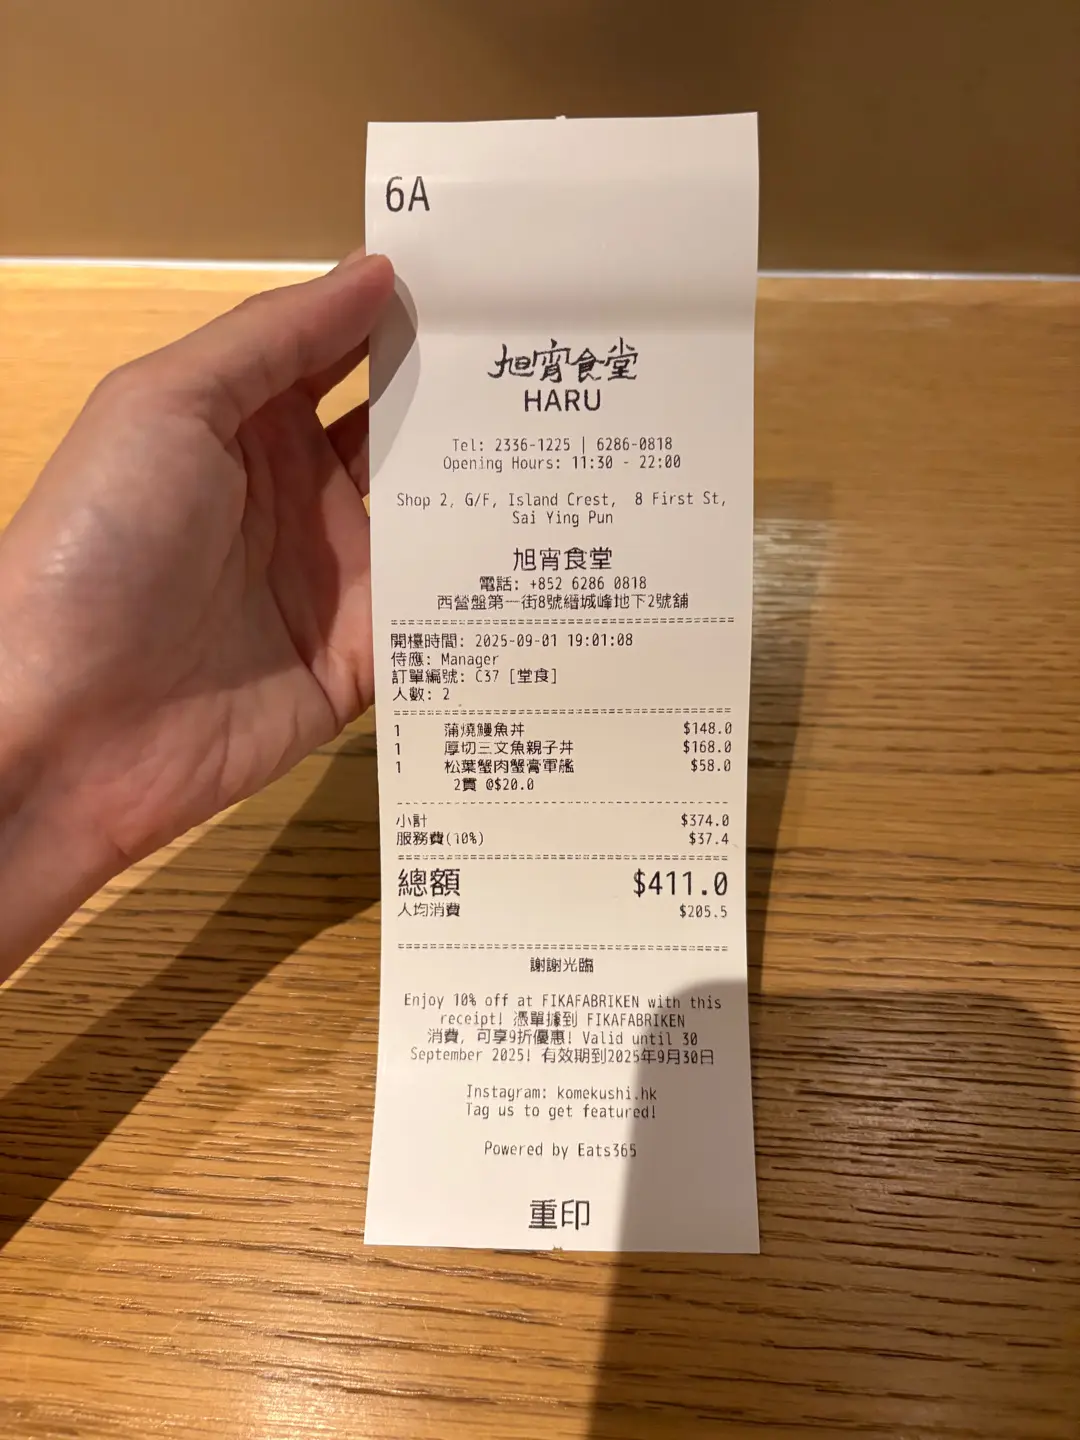 6A
旭宵食堂
HARU
Tel: 2336-1225 | 6286-0818
Opening Hours: 11:30 - 22:00
Shop 2, G/F, Island Crest, 8 First St,
Sai Ying Pun
旭宵食堂
電話: +852 6286 0818
西營盤第一街8號縉城峰地下2號舖
開檯時間: 2025-09-01 19:01:08
侍應: Manager
訂單編號: C37 [堂食]
人數: 2
1 蒲燒鰻魚丼 $148.0
1 厚切三文魚親子丼 $168.0
1 松葉蟹肉蟹膏軍艦 $58.0
2貫 @$20.0
小計 $374.0
服務費(10%) $37.4
總額 $411.0
人均消費 $205.5
謝謝光臨
Enjoy 10% off at FIKAFABRIKEN with this
receipt! 憑單據到 FIKAFABRIKEN
消費, 可享9折優惠! Valid until 30
September 2025! 有效期到2025年9月30日
Instagram: komekushi.hk
Tag us to get featured!
Powered by Eats365
重印